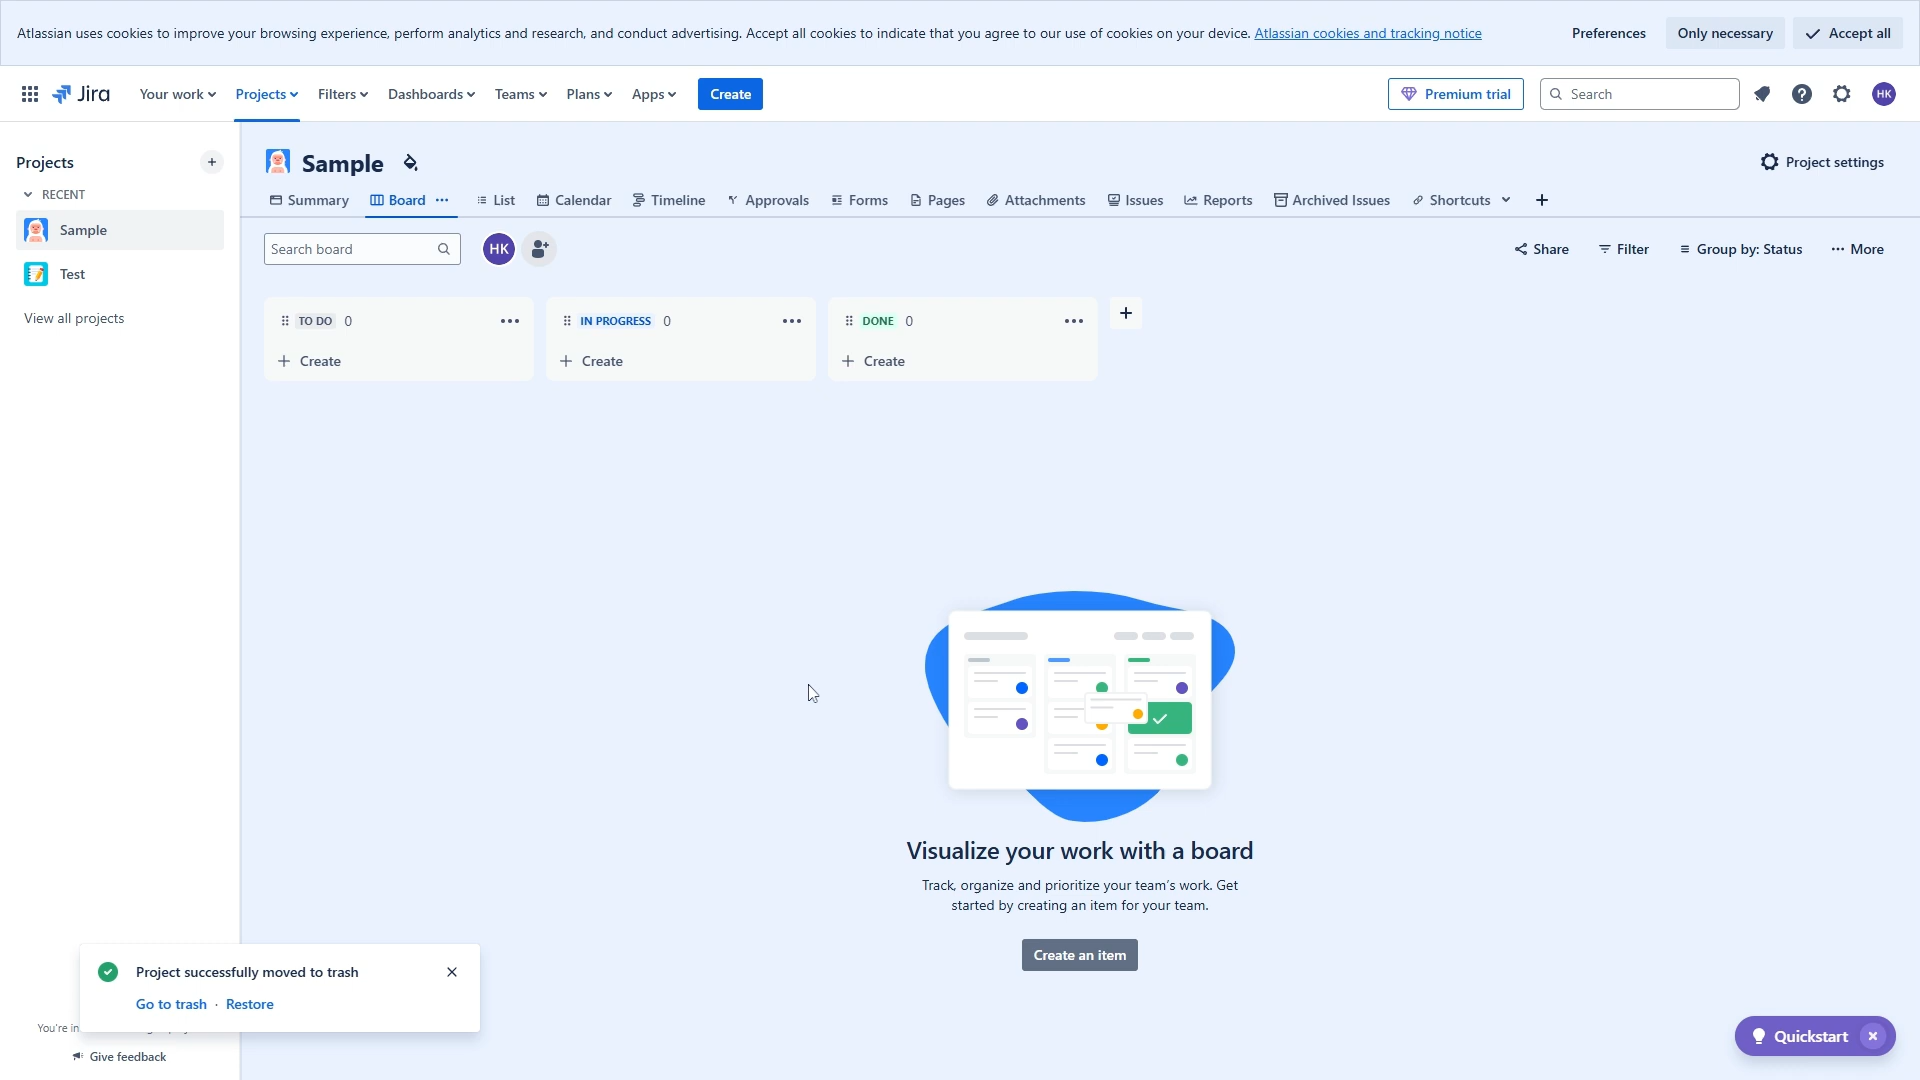 Atlassian uses cookies to improve your browsing experience, perform analytics and research, and conduct advertising. Accept all cookies to indicate that you agree to our use of cookies on your device. Atlassian cookies and tracking notice
Preferences
Only necessary
Accept all
Jira
Your work
Projects
Filters
Dashboards
Teams
Plans
Apps
Create
Premium trial
Search
HK
Projects
RECENT
Sample
Test
View all projects
Sample
Project settings
Summary
Board
List
Calendar
Timeline
Approvals
Forms
Pages
Attachments
Issues
Reports
Archived Issues
Shortcuts
Search board
HK
Share
Filter
Group by: Status
More
TO DO 0
Create
IN PROGRESS 0
Create
DONE 0
Create
Visualize your work with a board
Track, organize and prioritize your team's work. Get
started by creating an item for your team.
Create an item
Project successfully moved to trash
Go to trash · Restore
You're in
Give feedback
Quickstart